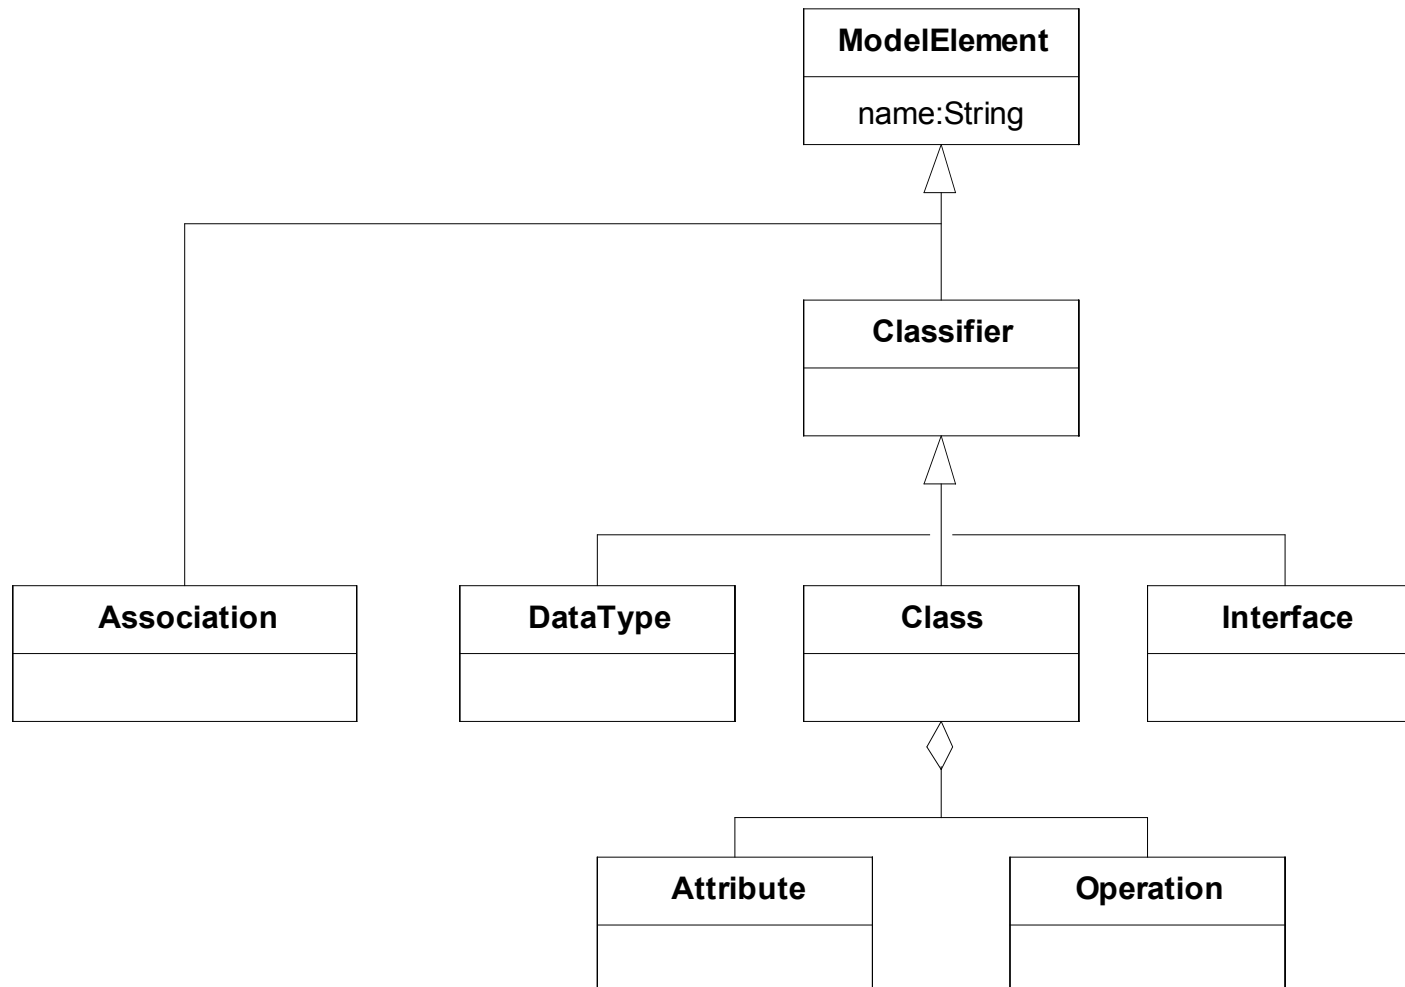 ModelElement
name:String
Classifier
Association
DataType
Class
Interface
Attribute
Operation